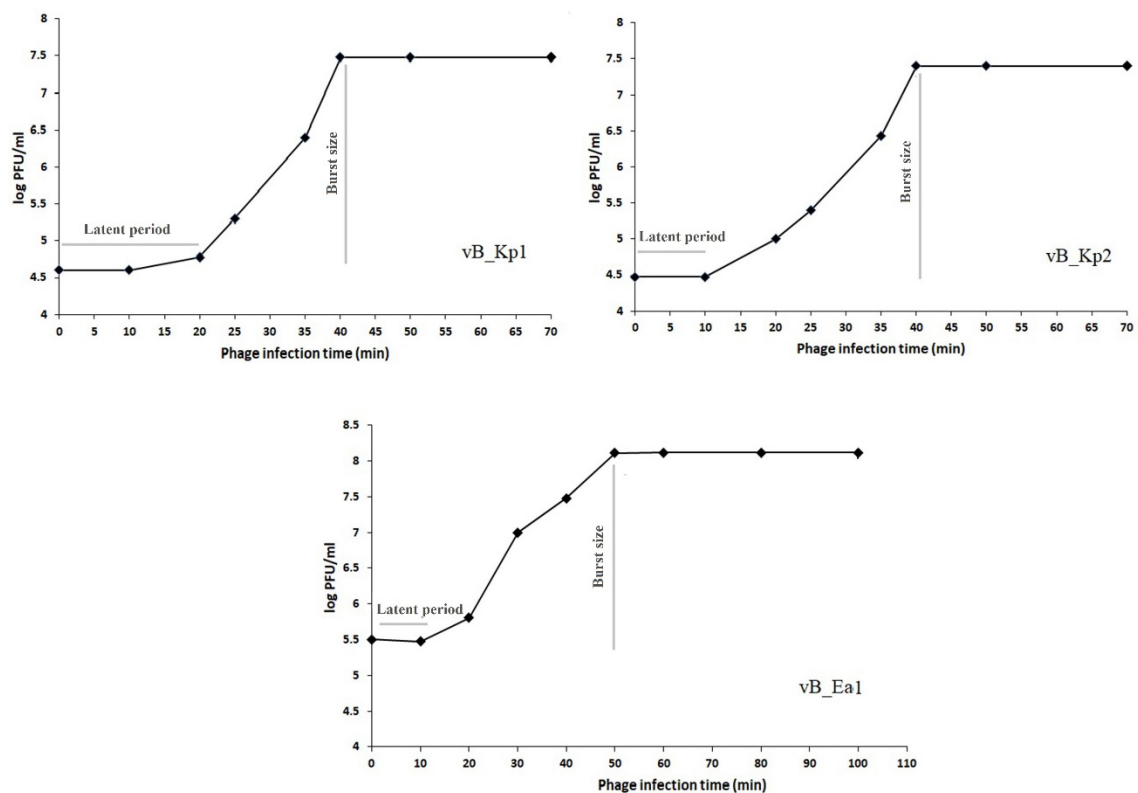 8
7.5
7
6.5
6
5.5
5
4.5
4
log PFU/ml
Latent period
Burst size
vB_Kp1
0 5 10 15 20 25 30 35 40 45 50 55 60 65 70
Phage infection time (min)
8
7.5
7
6.5
6
5.5
5
4.5
4
log PFU/ml
Latent period
Burst size
vB_Kp2
0 5 10 15 20 25 30 35 40 45 50 55 60 65 70
Phage infection time (min)
8.5
8
7.5
7
6.5
6
5.5
5
4.5
4
log PFU/ml
Latent period
Burst size
vB_Ea1
0 10 20 30 40 50 60 70 80 90 100 110
Phage infection time (min)